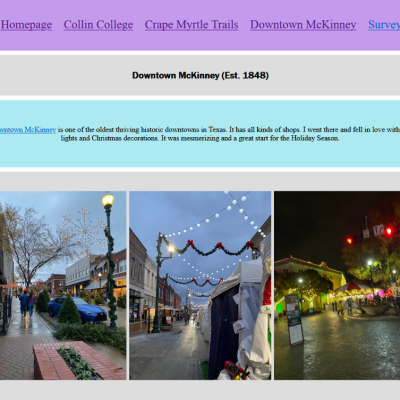 Homepage Collin College Crape Myrtle Trails Downtown McKinney Survey
Downtown McKinney (Est. 1848)
McKinney is one of the oldest thriving historic downtowns in Texas. It has all kinds of shops. I went there and fell in love with
lights and Christmas decorations. It was mesmerizing and a great start for the Holiday Season.